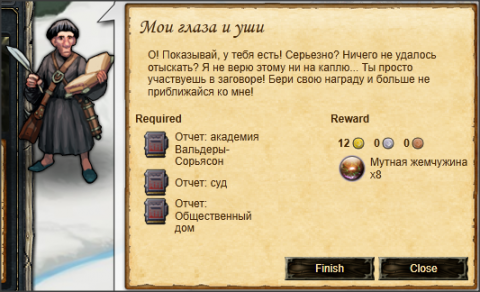 Мои глаза и уши
О! Показывай, у тебя есть! Серьезно? Ничего не удалось
отыскать? Я не верю этому ни на каплю... Ты просто
участвуешь в заговоре! Бери свою награду и больше не
приближайся ко мне!
Required
Reward
Отчет: академия
Вальдеры-
Сорьясон
Отчет: суд
Отчет:
Общественный
дом
12 0 0
Мутная жемчужина
x8
Finish
Close